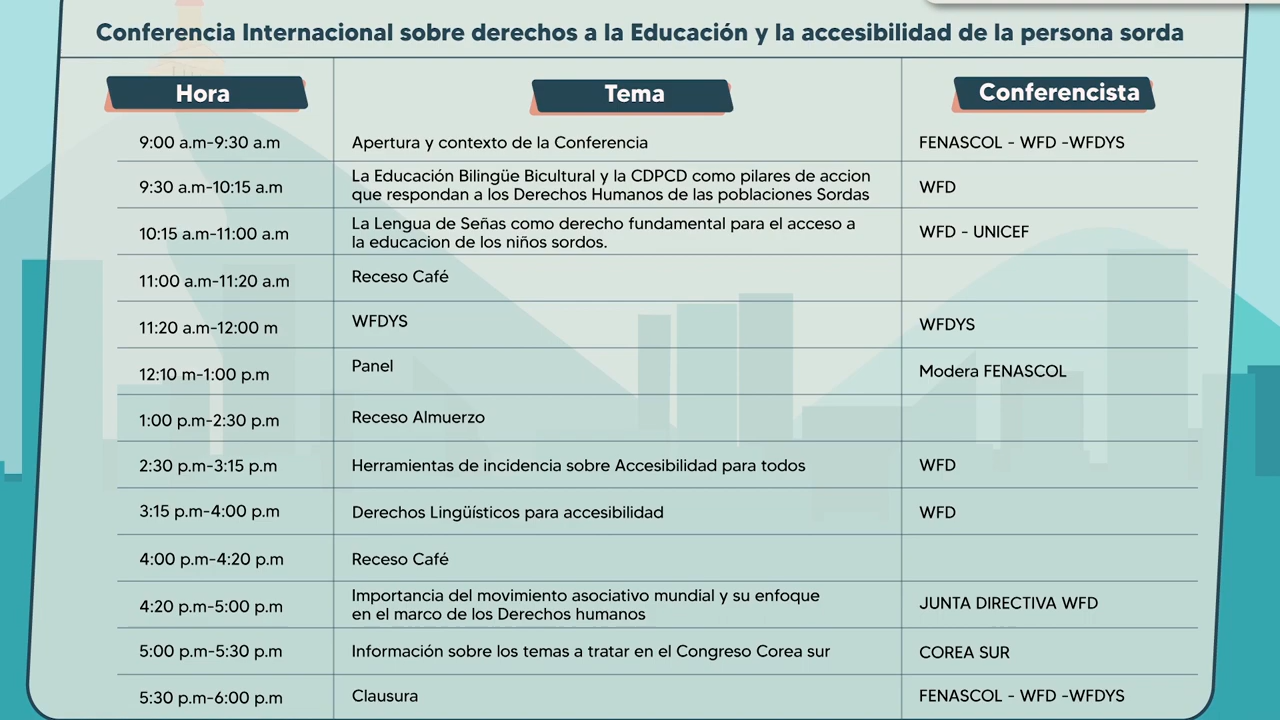 Conferencia Internacional sobre derechos a la Educación y la accesibilidad de la persona sorda
Hora Tema Conferencista
9:00 a.m-9:30 a.m Apertura y contexto de la Conferencia FENASCOL - WFD -WFDYS
9:30 am-10:15 a.m La Educación Bilingüe Bicultural y la CDPCD como pilares de accion
que respondan a los Derechos Humanos de las poblaciones Sordas WFD
10:15 a.m-11:00 a.m La Lengua de Señas como derecho fundamental para el acceso a
la educacion de los niños sordos. WFD - UNICEF
11:00 a.m-11:20 a.m Receso Café
11:20 a.m-12:00 m WFDYS WFDYS
12:10 m-1:00 p.m Panel Modera FENASCOL
1:00 p.m-2:30 p.m Receso Almuerzo
2:30 p.m-3:15 p.m Herramientas de incidencia sobre Accesibilidad para todos WFD
3:15 p.m-4:00 p.m Derechos Lingüísticos para accesibilidad WFD
4:00 p.m-4:20 p.m Receso Café
4:20 p.m-5:00 p.m Importancia del movimiento asociativo mundial y su enfoque
en el marco de los Derechos humanos JUNTA DIRECTIVA WFD
5:00 p.m-5:30 p.m Información sobre los temas a tratar en el Congreso Corea sur COREA SUR
5:30 p.m-6:00 p.m Clausura FENASCOL - WFD -WFDYS